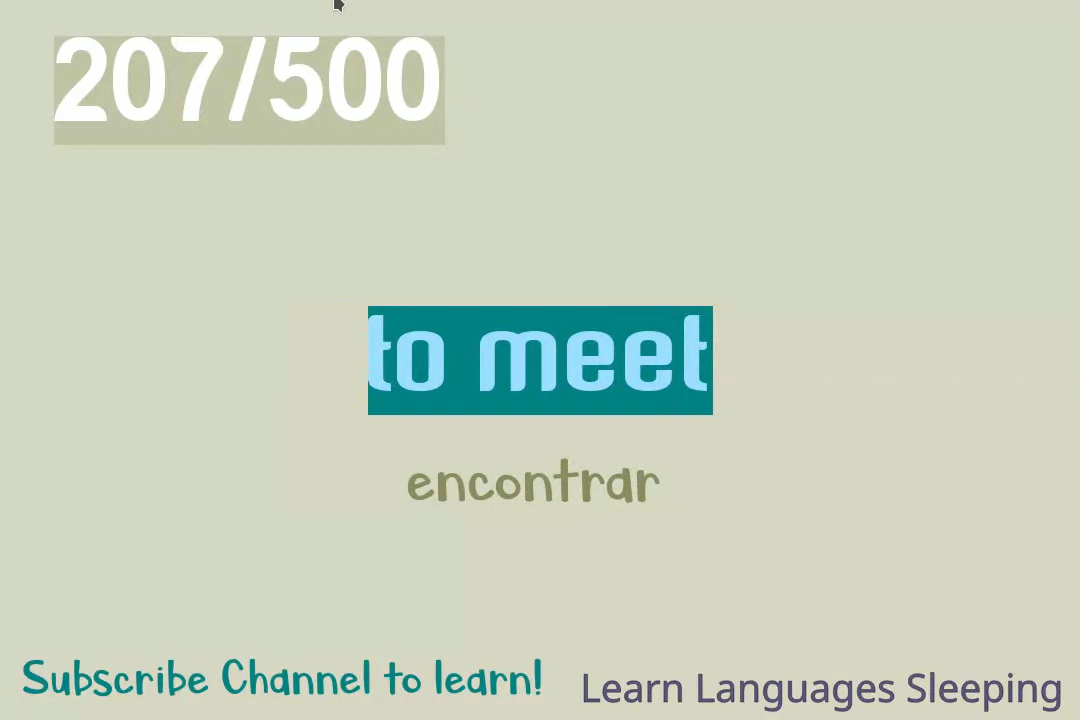 207/500
to meet
encontrar
Subscribe Channel to learn!
Learn Languages Sleeping